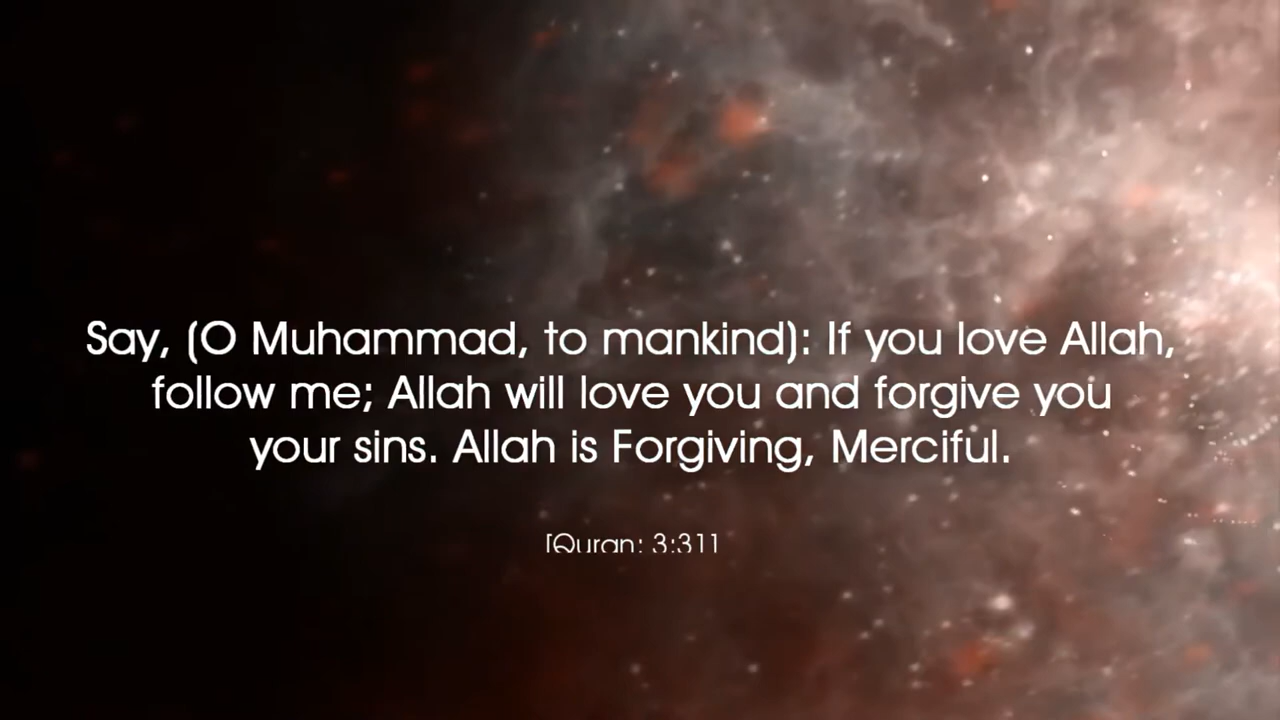 Say, (O Muhammad, to mankind): If you love Allah,
follow me; Allah will love you and forgive you
your sins. Allah is Forgiving, Merciful.
[Quran: 3:31]